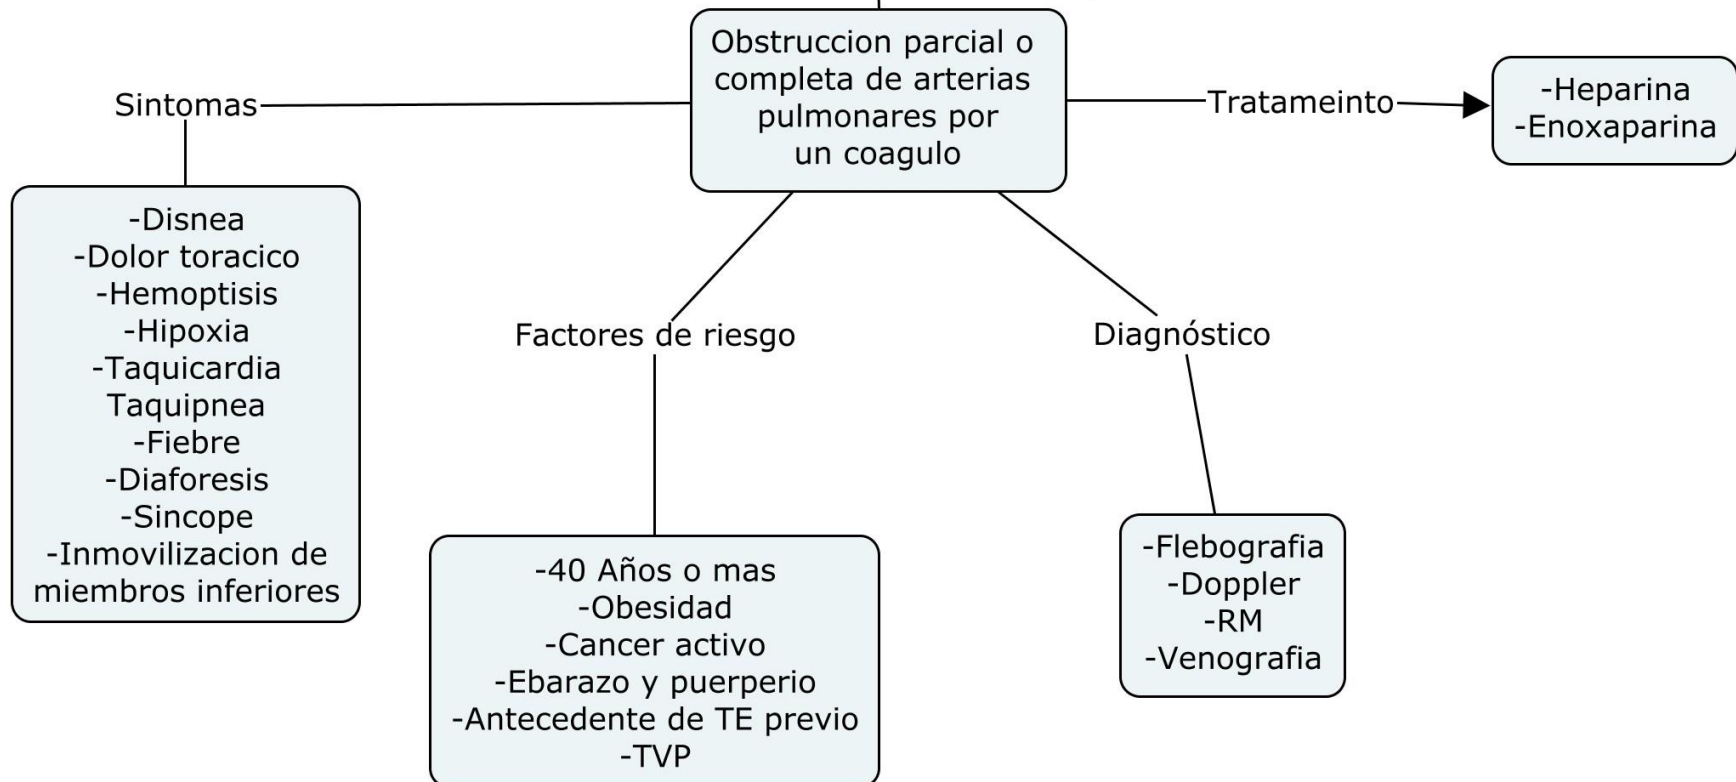 Obstruccion parcial o
completa de arterias
pulmonares por
un coagulo
Sintomas
-Disnea
-Dolor toracico
-Hemoptisis
-Hipoxia
-Taquicardia
Taquipnea
-Fiebre
-Diaforesis
-Sincope
-Inmovilizacion de
miembros inferiores
Factores de riesgo
-40 Años o mas
-Obesidad
-Cancer activo
-Ebarazo y puerperio
-Antecedente de TE previo
-TVP
Diagnóstico
-Flebografia
-Doppler
-RM
-Venografia
Tratameinto
-Heparina
-Enoxaparina